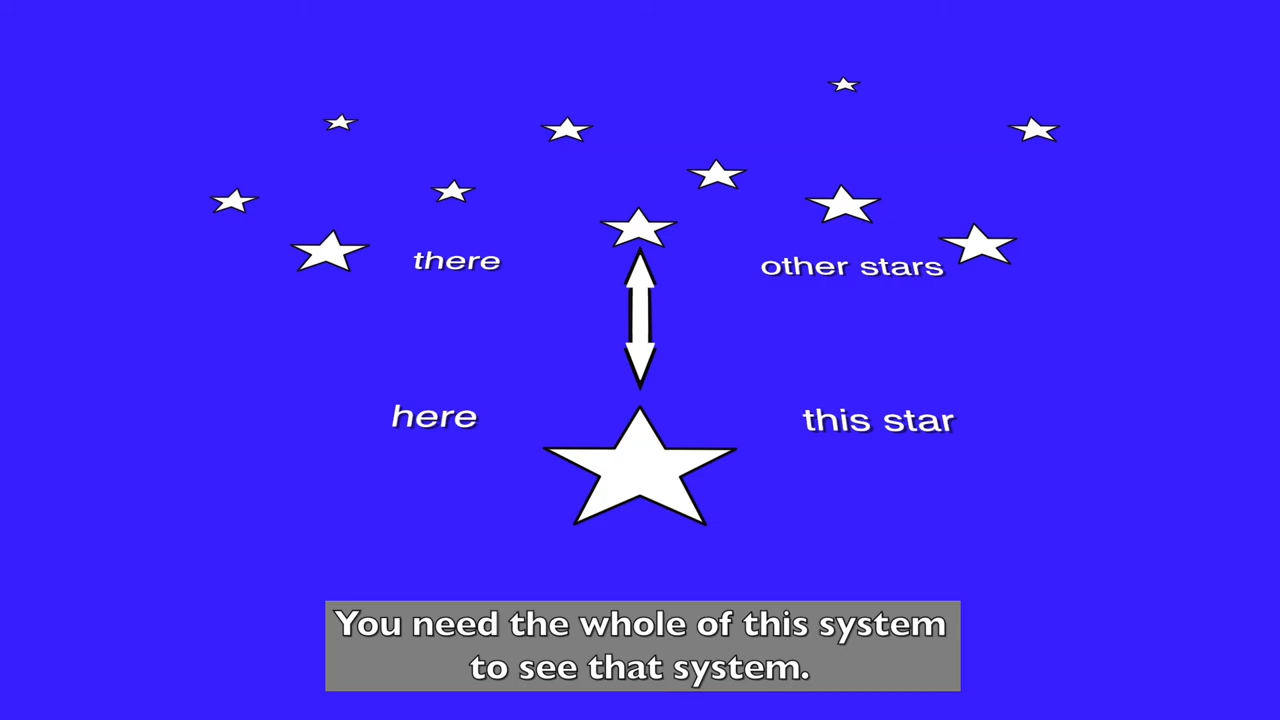 there
other stars
here
this star
You need the whole of this system
to see that system.